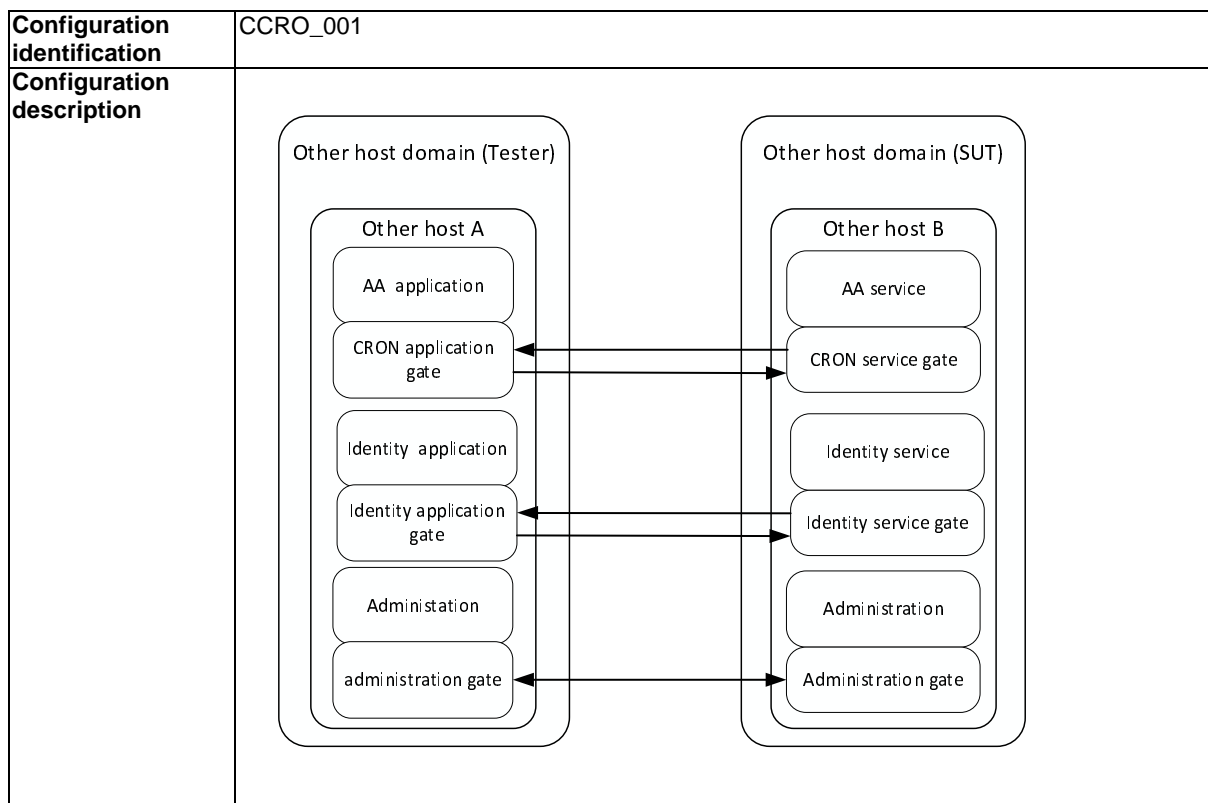 Configuration
identification
CCRO_001
Configuration
description
Other host domain (Tester)
Other host A
AA application
CRON application
gate
Identity application
Identity application
gate
Administation
administration gate
Other host domain (SUT)
Other host B
AA service
CRON service gate
Identity service
Identity service gate
Administration
Administration gate